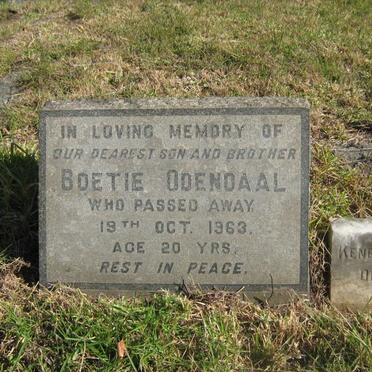 IN LOVING MEMORY OF
OUR DEAREST SON AND BROTHER
BOETIE ODENDAAL
WHO PASSED AWAY
19TH OCT. 1963.
AGE 20 YRS.
REST IN PEACE.